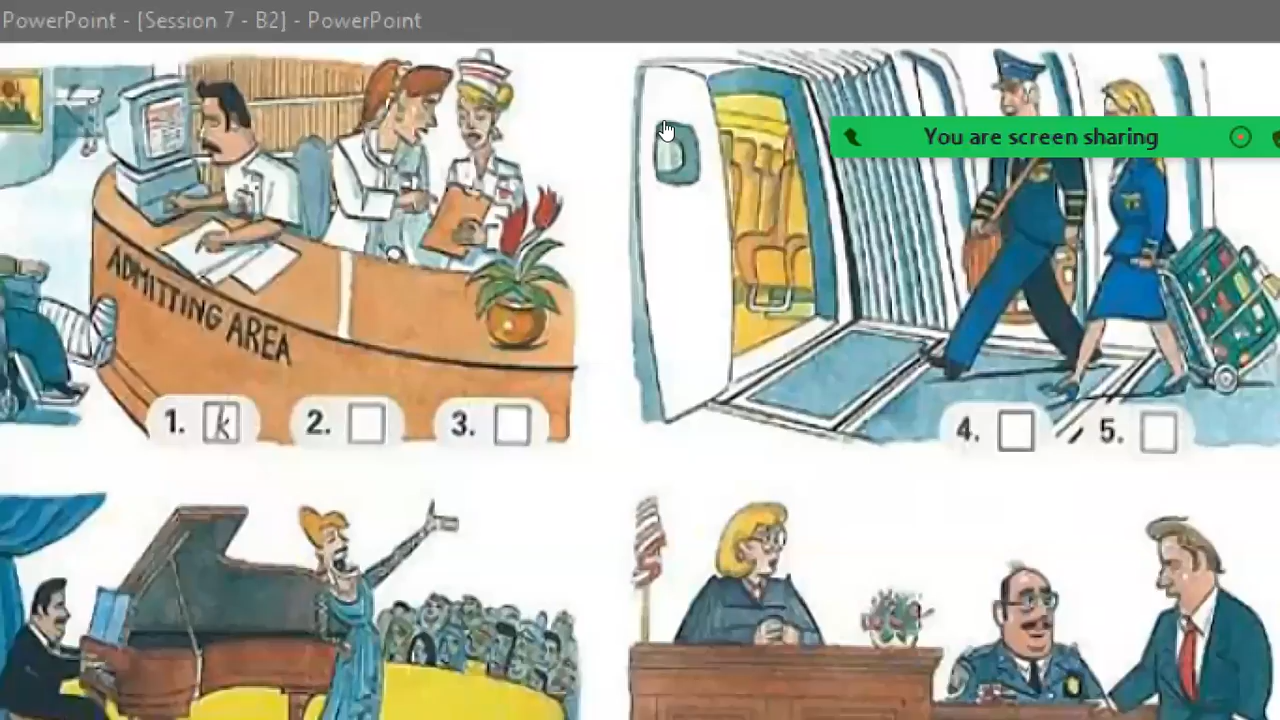 PowerPoint - [Session 7 - B2] - PowerPoint
You are screen sharing
ADMITTING AREA
1. k 2. 3.
4. 5.